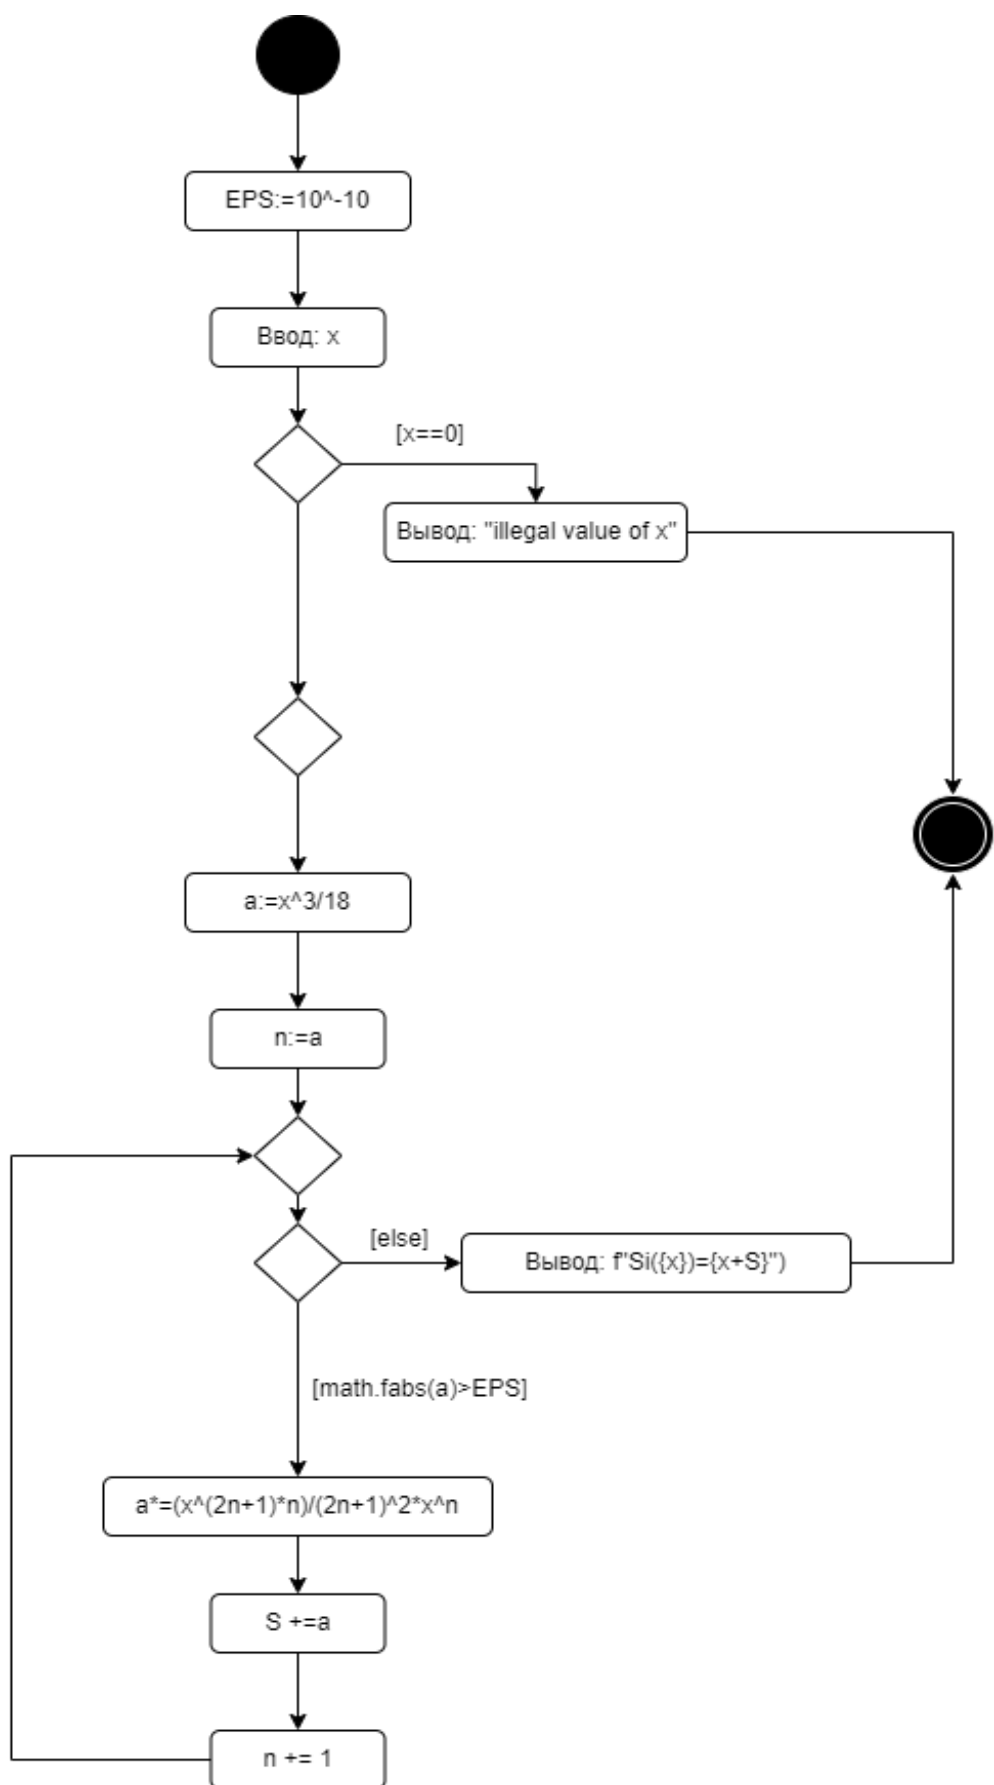 EPS:=10^-10
Ввод: x
[x==0]
Вывод: "illegal value of x"
a:=x^3/18
n:=a
[else]
Вывод: f"Si({x})={x+S}")
[math.fabs(a)>EPS]
a*=(x^(2n+1)*n)/(2n+1)^2*x^n
S +=a
n += 1